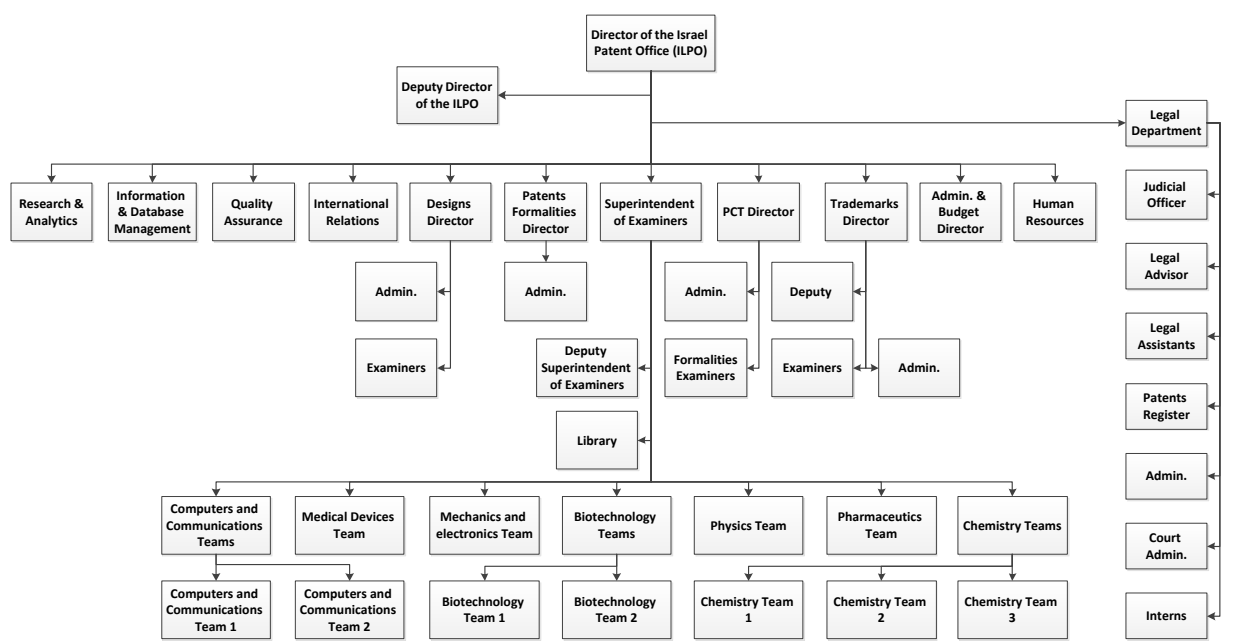 Director of the Israel
Patent Office (ILPO)
Deputy Director
of the ILPO
Legal
Department
Research &
Analytics
Information
& Database
Management
Quality
Assurance
International
Relations
Designs
Director
Patents
Formalities
Director
Superintendent
of Examiners
PCT Director
Trademarks
Director
Admin. &
Budget
Director
Human
Resources
Judicial
Officer
Legal
Advisor
Legal
Assistants
Patents
Register
Admin.
Court
Admin.
Interns
Admin.
Admin.
Admin.
Deputy
Examiners
Deputy
Superintendent
of Examiners
Formalities
Examiners
Examiners
Admin.
Library
Computers and
Communications
Teams
Medical Devices
Team
Mechanics and
electronics Team
Biotechnology
Teams
Physics Team
Pharmaceutics
Team
Chemistry Teams
Computers and
Communications
Team 1
Computers and
Communications
Team 2
Biotechnology
Team 1
Biotechnology
Team 2
Chemistry Team
1
Chemistry Team
2
Chemistry Team
3